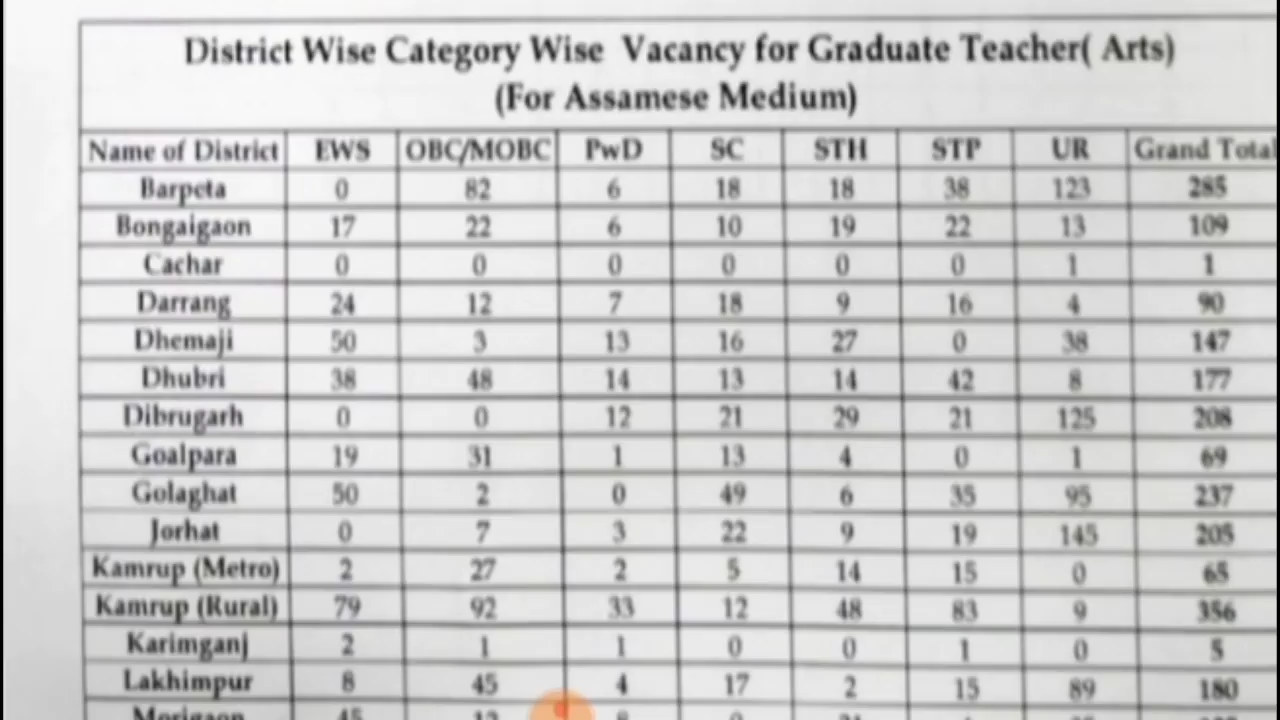 District Wise Category Wise Vacancy for Graduate Teacher( Arts)
(For Assamese Medium)
Name of District EWS OBC/MOBC PwD SC STH STP UR Grand Total
Barpeta 0 82 6 18 18 38 123 285
Bongaigaon 17 22 6 10 19 22 13 109
Cachar 0 0 0 0 0 0 1 1
Darrang 24 12 7 18 9 16 4 90
Dhemaji 50 3 13 16 27 0 38 147
Dhubri 38 48 14 13 14 42 8 177
Dibrugarh 0 0 12 21 29 21 125 208
Goalpara 19 31 1 13 4 0 1 69
Golaghat 50 2 0 49 6 35 95 237
Jorhat 0 7 3 22 9 19 145 205
Kamrup (Metro) 2 27 2 5 14 15 0 65
Kamrup (Rural) 79 92 33 12 48 83 9 356
Karimganj 2 1 1 0 0 1 0 5
Lakhimpur 8 45 4 17 2 15 89 180
Morigaon 45